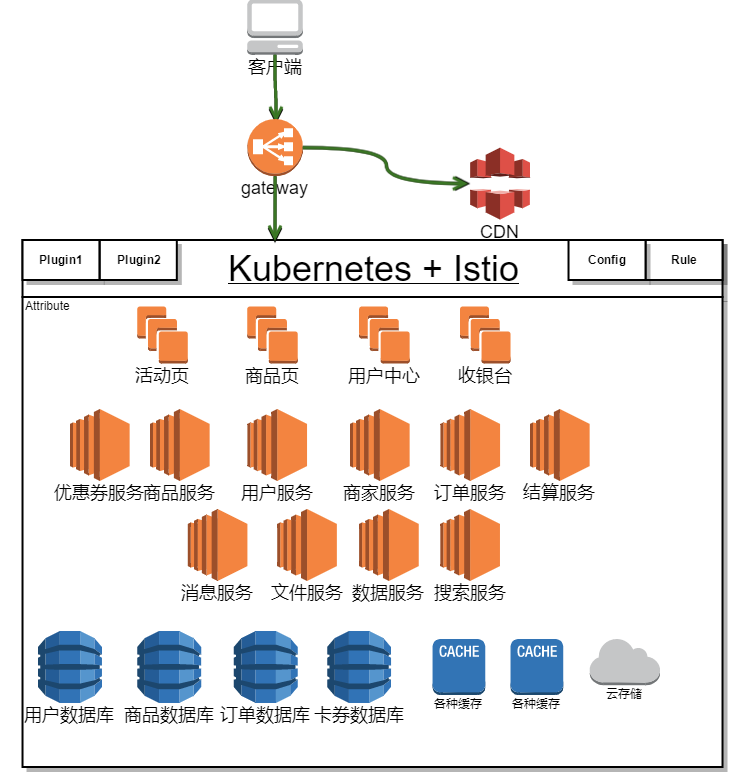 客户端
gateway
CDN
Plugin1
Plugin2
Kubernetes + Istio
Config
Rule
Attribute
活动页
商品页
用户中心
收银台
优惠券服务
商品服务
用户服务
商家服务
订单服务
结算服务
消息服务
文件服务
数据服务
搜索服务
CACHE
CACHE
用户数据库
商品数据库
订单数据库
卡券数据库
各种缓存
各种缓存
云存储